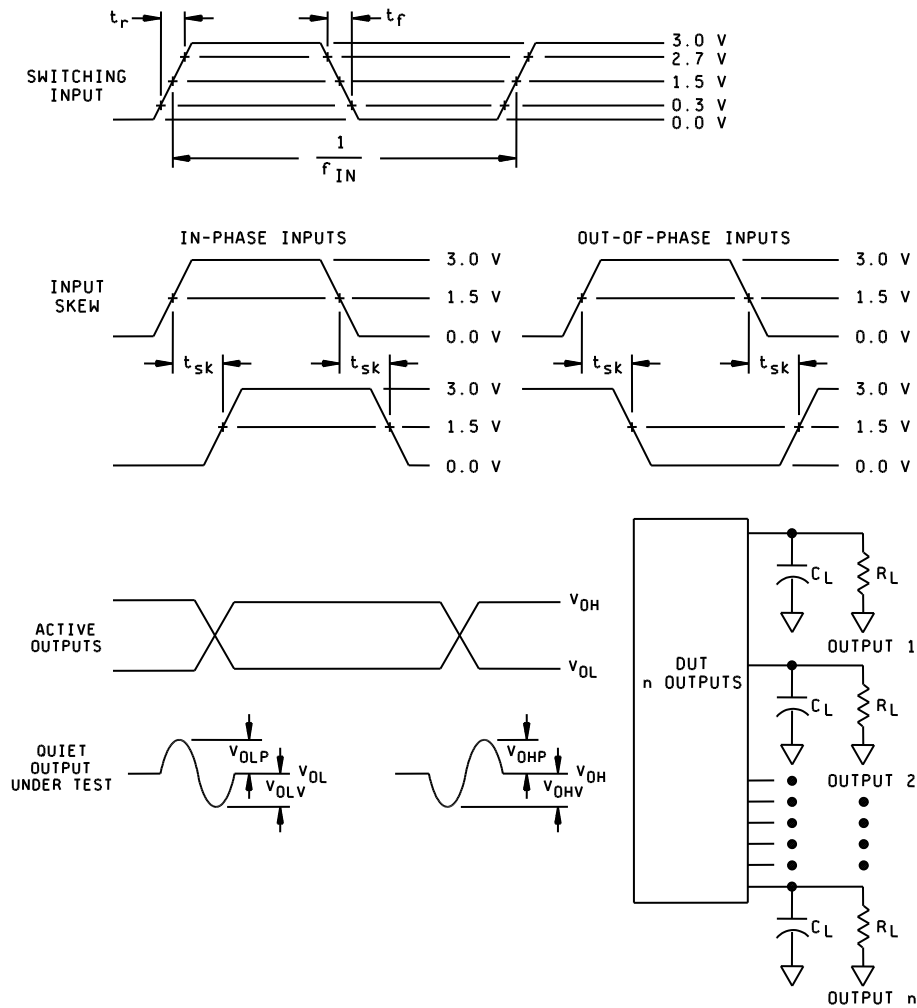 tr
tf
3.0 V
2.7 V
SWITCHING
INPUT
1.5 V
0.3 V
0.0 V
1
fIN
IN-PHASE INPUTS
OUT-OF-PHASE INPUTS
3.0 V
3.0 V
INPUT
SKEW
1.5 V
1.5 V
0.0 V
0.0 V
tsk
tsk
tsk
tsk
3.0 V
3.0 V
1.5 V
1.5 V
0.0 V
0.0 V
CL
RL
VOH
ACTIVE
OUTPUTS
OUTPUT 1
VOL
DUT
n OUTPUTS
CL
RL
QUIET
OUTPUT
UNDER TEST
VOLP
VOL
VOLV
VOHP
VOH
VOHV
OUTPUT 2
CL
RL
OUTPUT n